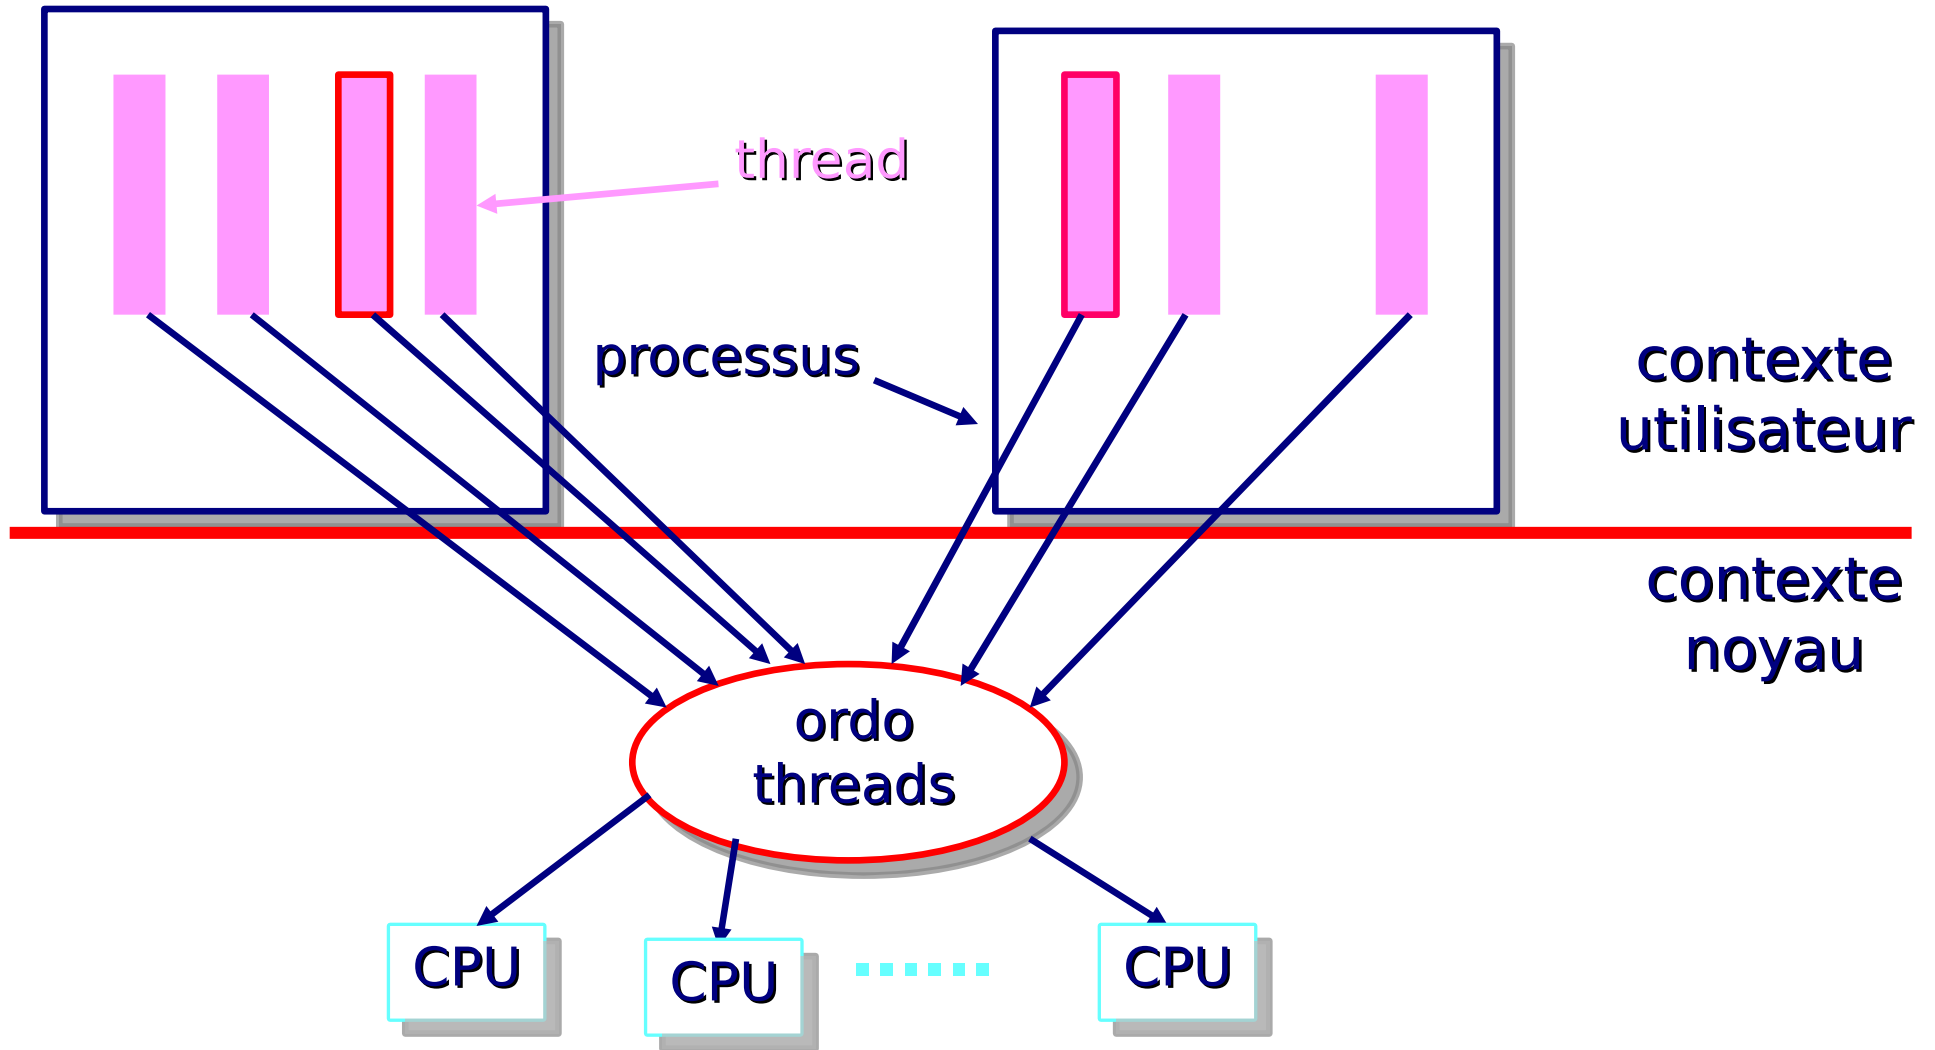 thread
processus
contexte
utilisateur
contexte
noyau
ordo
threads
CPU
CPU
CPU